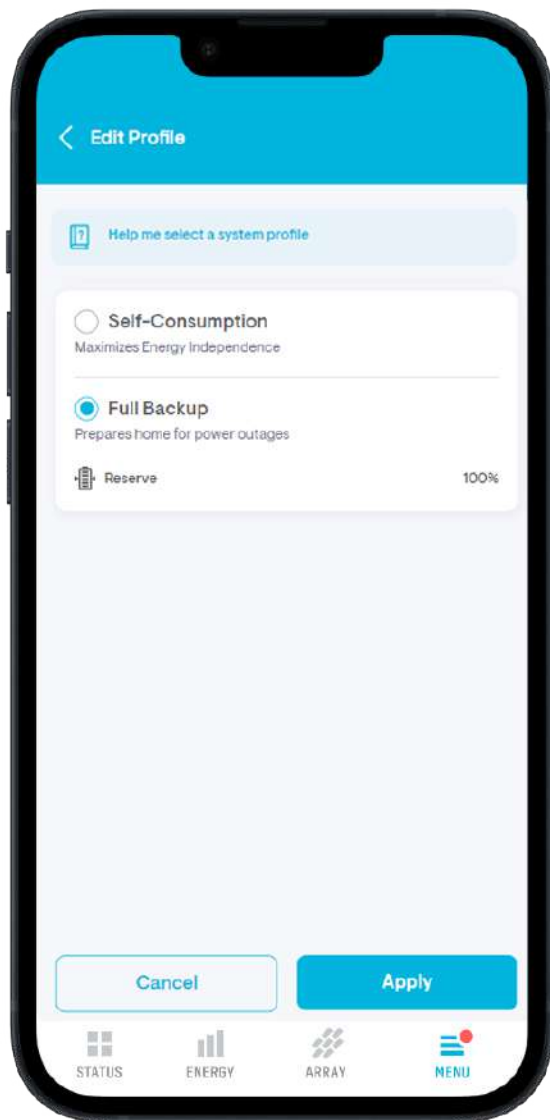 Edit Profile
Help me select a system profile
Self-Consumption
Maximizes Energy Independence
Full Backup
Prepares home for power outages
Reserve 100%
Cancel Apply
STATUS ENERGY ARRAY MENU